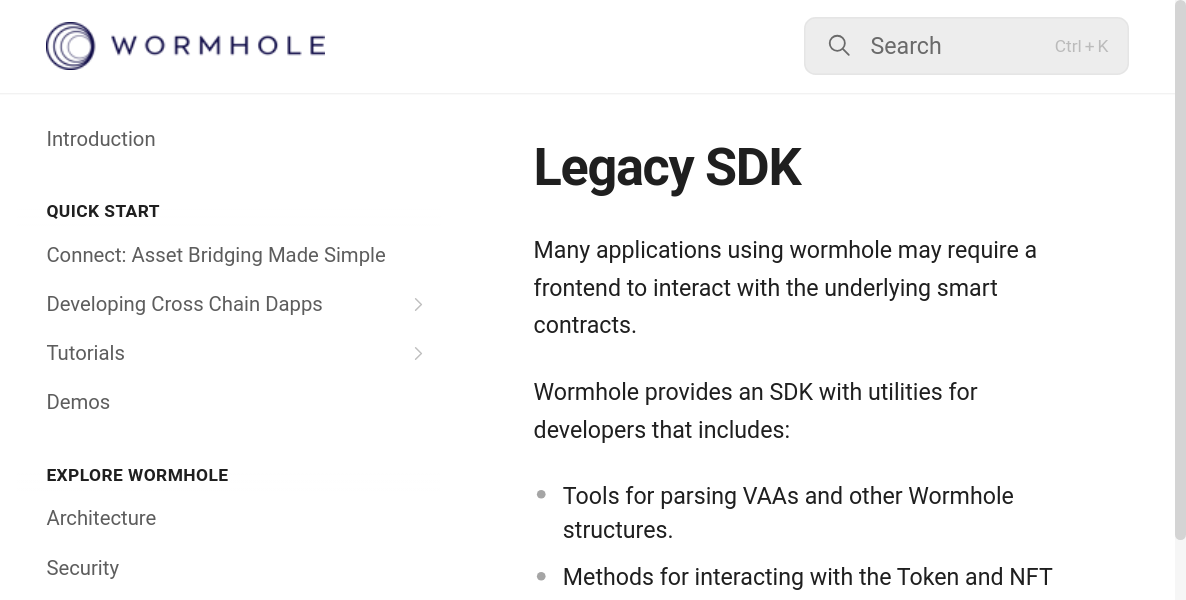 WORMHOLE
Search
Ctrl + K
Introduction
QUICK START
Connect: Asset Bridging Made Simple
Developing Cross Chain Dapps
Tutorials
Demos
EXPLORE WORMHOLE
Architecture
Security
Legacy SDK
Many applications using wormhole may require a
frontend to interact with the underlying smart
contracts.
Wormhole provides an SDK with utilities for
developers that includes:
Tools for parsing VAAs and other Wormhole
structures.
Methods for interacting with the Token and NFT